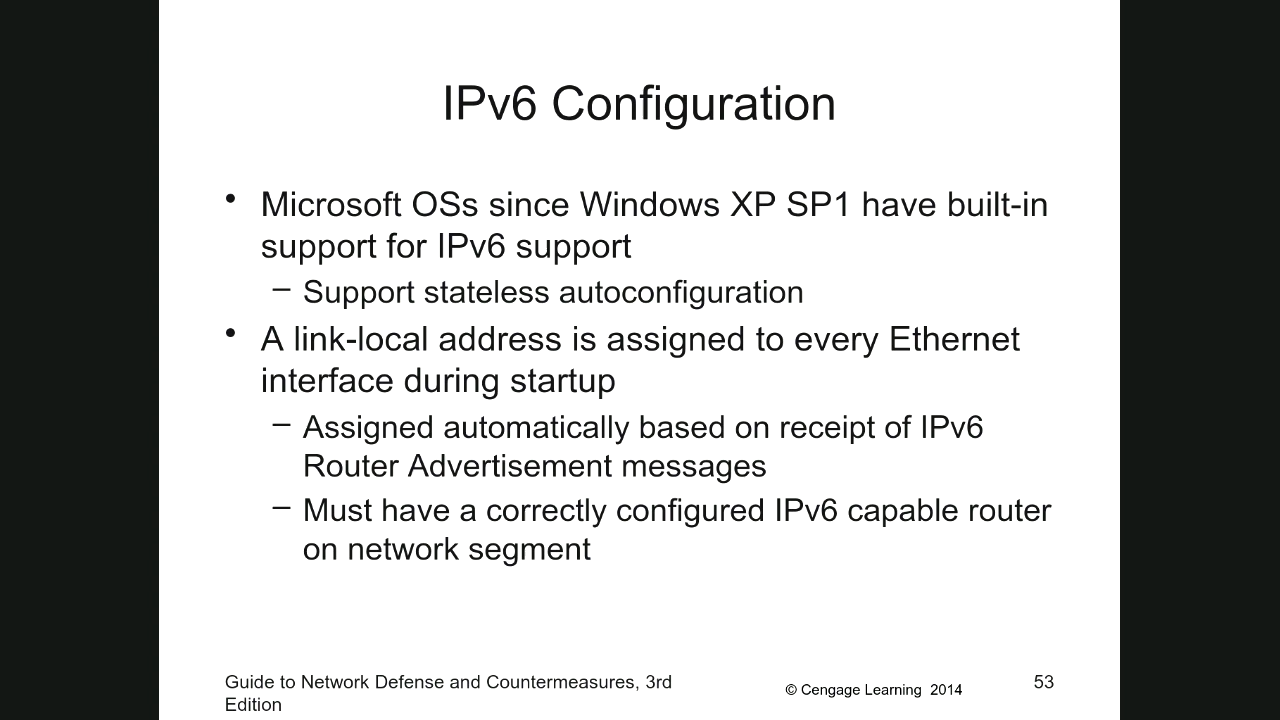 IPv6 Configuration
• Microsoft OSs since Windows XP SP1 have built-in
support for IPv6 support
– Support stateless autoconfiguration
• A link-local address is assigned to every Ethernet
interface during startup
– Assigned automatically based on receipt of IPv6
Router Advertisement messages
– Must have a correctly configured IPv6 capable router
on network segment
Guide to Network Defense and Countermeasures, 3rd
Edition
© Cengage Learning 2014
53